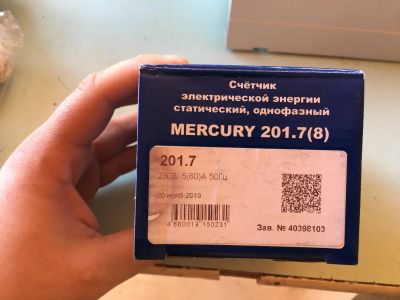 Счётчик
электрической энергии
статический, однофазный
MERCURY 201.7(8)
201.7
230В 5(60)А 50Гц
20 нояб 2019
4 660019 150231
Зав. № 40398103